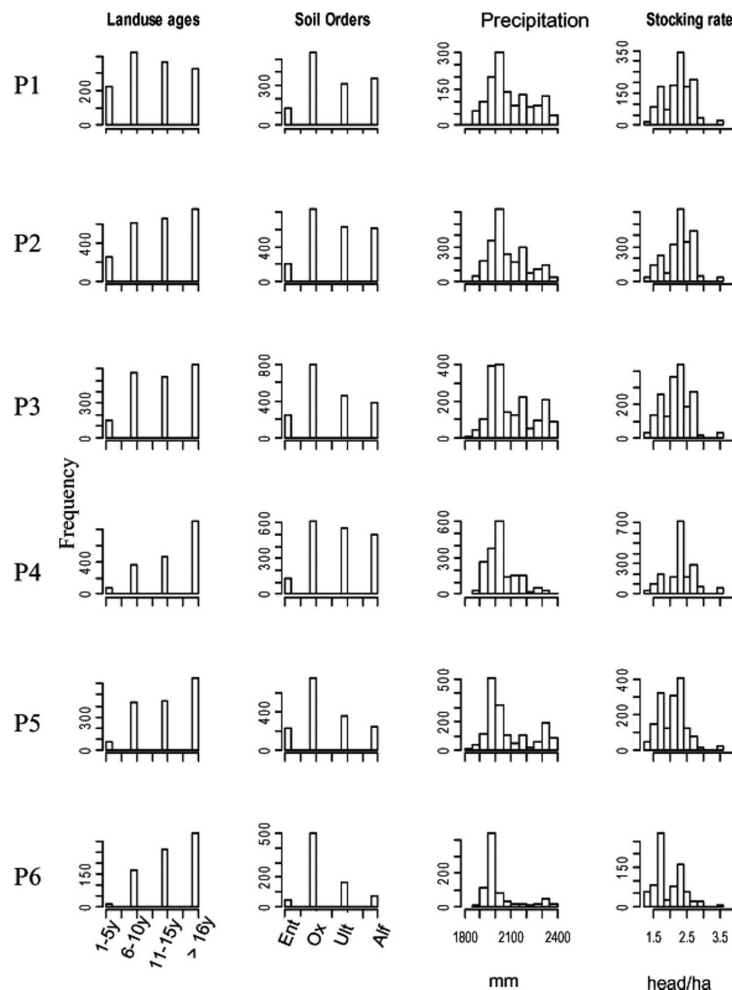 Landuse ages Soil Orders Precipitation Stocking rate
P1
0 200
0 300
0 150 300
0 150 350
P2
0 400
0 400
0 300
0 300
P3
0 300
0 400 800
0 200 400
0 200
P4
0 400
0 300 600
0 300 600
0 300 700
Frequency
P5
0 300
0 400
0 200 500
0 200 400
P6
0 150
0 200 500
0 200
0 150
1-5y 6-10y 11-15y > 16y
Ent Ox Ult Alf
1800 2100 2400
1.5 2.5 3.5
mm head/ha